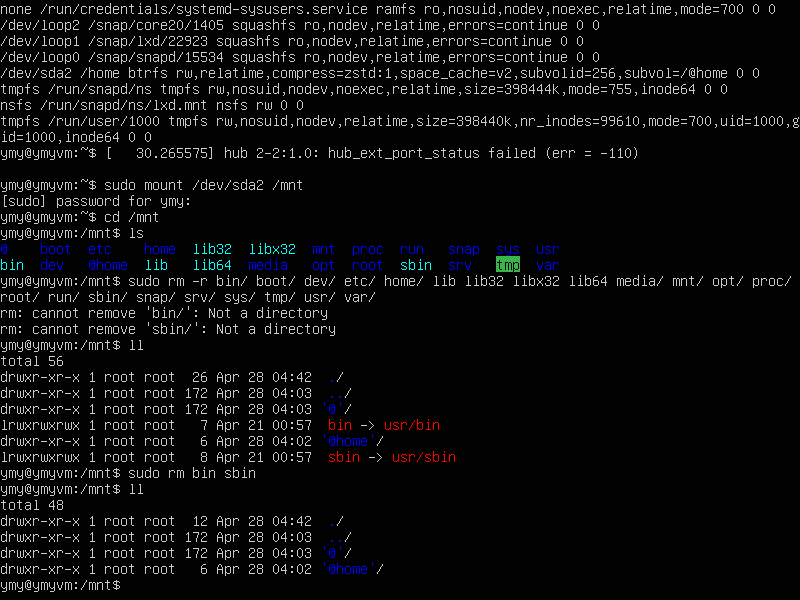 none /run/credentials/systemd-sysusers.service ramfs ro,nosuid,nodev,noexec,relatime,mode=700 0 0
/dev/loop2 /snap/core20/1405 squashfs ro,nodev,relatime,errors=continue 0 0
/dev/loop1 /snap/lxd/22923 squashfs ro,nodev,relatime,errors=continue 0 0
/dev/loop0 /snap/snapd/15534 squashfs ro,nodev,relatime,errors=continue 0 0
/dev/sda2 /home btrfs rw,relatime,compress=zstd:1,space_cache=v2,subvolid=256,subvol=/@home 0 0
tmpfs /run/snapd/ns tmpfs rw,nosuid,nodev,noexec,relatime,size=398444k,mode=755,inode64 0 0
nsfs /run/snapd/ns/lxd.mnt nsfs rw 0 0
tmpfs /run/user/1000 tmpfs rw,nosuid,nodev,relatime,size=398440k,nr_inodes=99610,mode=700,uid=1000,g
id=1000,inode64 0 0
ymy@ymyvm:~$ [   30.265575] hub 2-2:1.0: hub_ext_port_status failed (err = -110)
ymy@ymyvm:~$ sudo mount /dev/sda2 /mnt
[sudo] password for ymy:
ymy@ymyvm:~$ cd /mnt
ymy@ymyvm:/mnt$ ls
@    boot  etc    home  lib32  libx32  mnt  proc  run   snap  sys  usr
bin  dev   @home  lib   lib64  media   opt  root  sbin  srv   tmp  var
ymy@ymyvm:/mnt$ sudo rm -r bin/ boot/ dev/ etc/ home/ lib lib32 libx32 lib64 media/ mnt/ opt/ proc/
root/ run/ sbin/ snap/ srv/ sys/ tmp/ usr/ var/
rm: cannot remove 'bin/': Not a directory
rm: cannot remove 'sbin/': Not a directory
ymy@ymyvm:/mnt$ ll
total 56
drwxr-xr-x 1 root root  26 Apr 28 04:42  ./
drwxr-xr-x 1 root root 172 Apr 28 04:03  ../
drwxr-xr-x 1 root root 172 Apr 28 04:03 '@'/
lrwxrwxrwx 1 root root   7 Apr 21 00:57  bin -> usr/bin
drwxr-xr-x 1 root root   6 Apr 28 04:02 '@home'/
lrwxrwxrwx 1 root root   8 Apr 21 00:57  sbin -> usr/sbin
ymy@ymyvm:/mnt$ sudo rm bin sbin
ymy@ymyvm:/mnt$ ll
total 48
drwxr-xr-x 1 root root  12 Apr 28 04:42  ./
drwxr-xr-x 1 root root 172 Apr 28 04:03  ../
drwxr-xr-x 1 root root 172 Apr 28 04:03 '@'/
drwxr-xr-x 1 root root   6 Apr 28 04:02 '@home'/
ymy@ymyvm:/mnt$